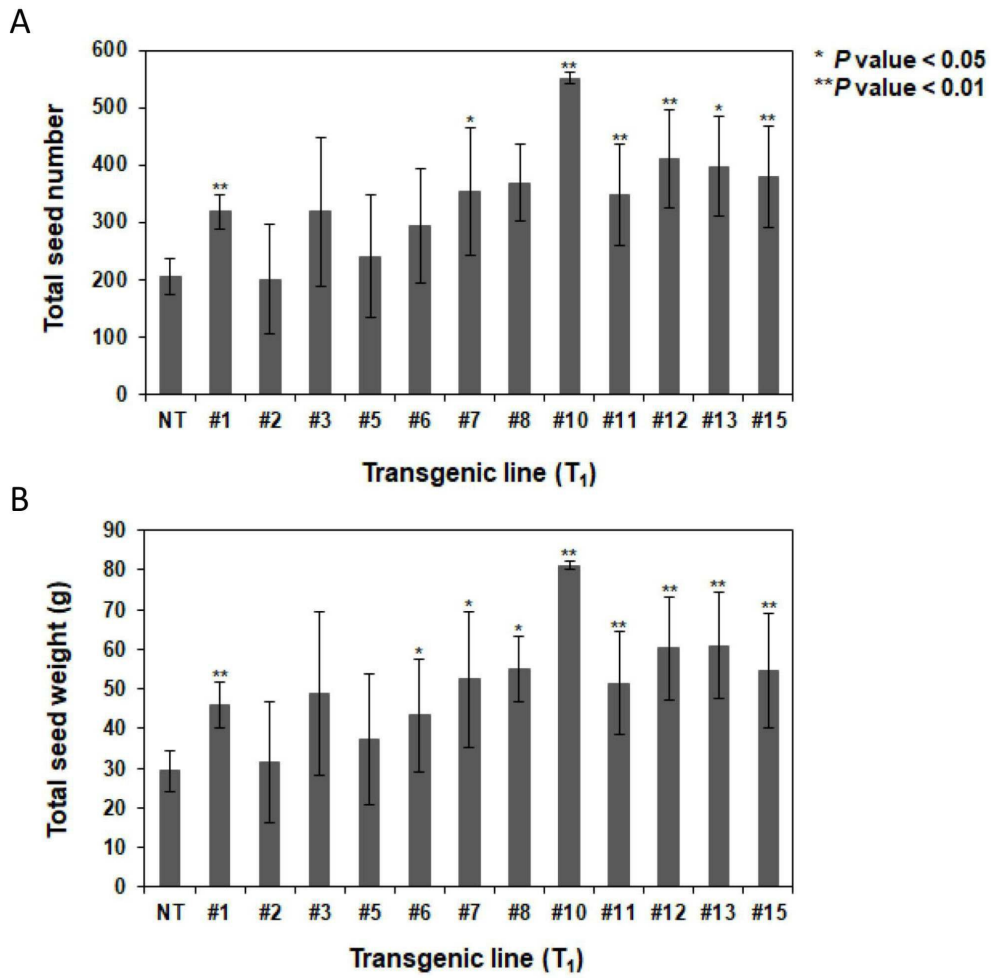 A
600
500
400
300
200
100
0
Total seed number
** * ** ** ** * **
NT #1 #2 #3 #5 #6 #7 #8 #10 #11 #12 #13 #15
Transgenic line (T₁)
* P value < 0.05
**P value < 0.01
B
90
80
70
60
50
40
30
20
10
0
Total seed weight (g)
** * * * ** ** ** ** **
NT #1 #2 #3 #5 #6 #7 #8 #10 #11 #12 #13 #15
Transgenic line (T₁)